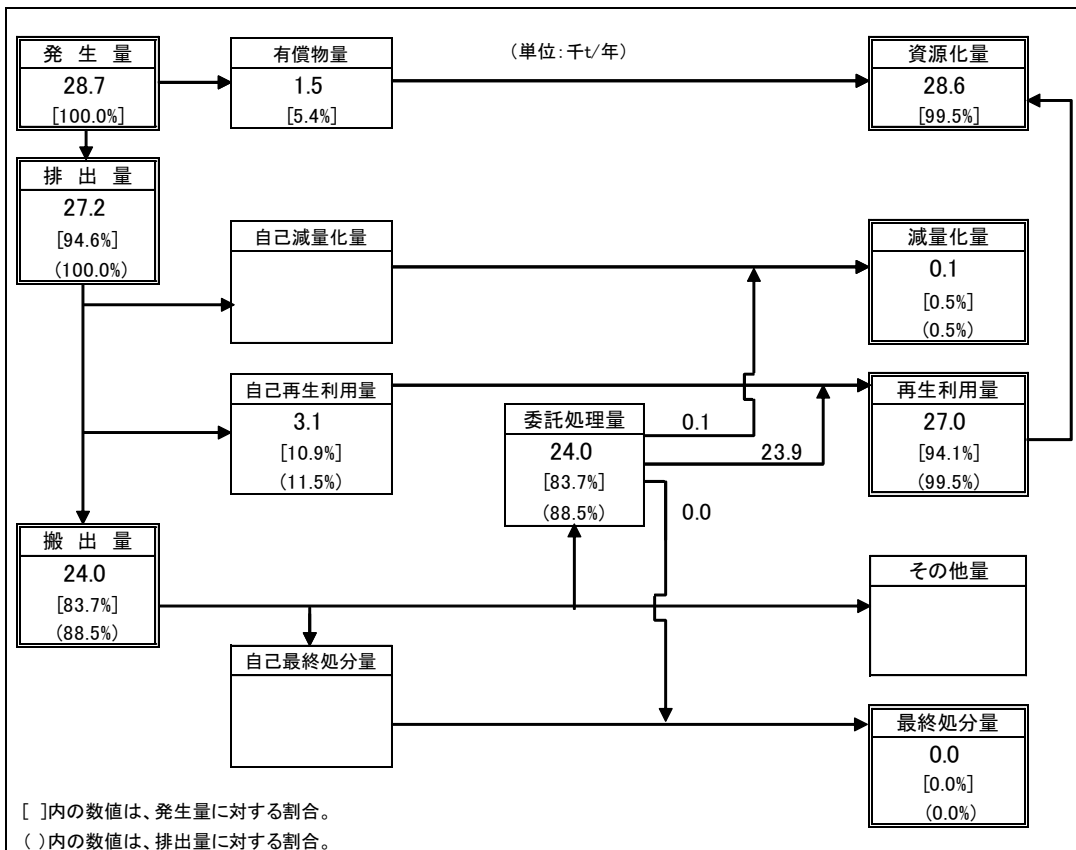 発生量
28.7
[100.0%]
有償物量
1.5
[5.4%]
(単位:千t/年)
資源化量
28.6
[99.5%]
排出量
27.2
[94.6%]
(100.0%)
自己減量化量
減量化量
0.1
[0.5%]
(0.5%)
自己再生利用量
3.1
[10.9%]
(11.5%)
委託処理量
24.0
[83.7%]
(88.5%)
0.1
23.9
0.0
再生利用量
27.0
[94.1%]
(99.5%)
搬出量
24.0
[83.7%]
(88.5%)
その他量
自己最終処分量
最終処分量
0.0
[0.0%]
(0.0%)
[ ]内の数値は、発生量に対する割合。
( )内の数値は、排出量に対する割合。